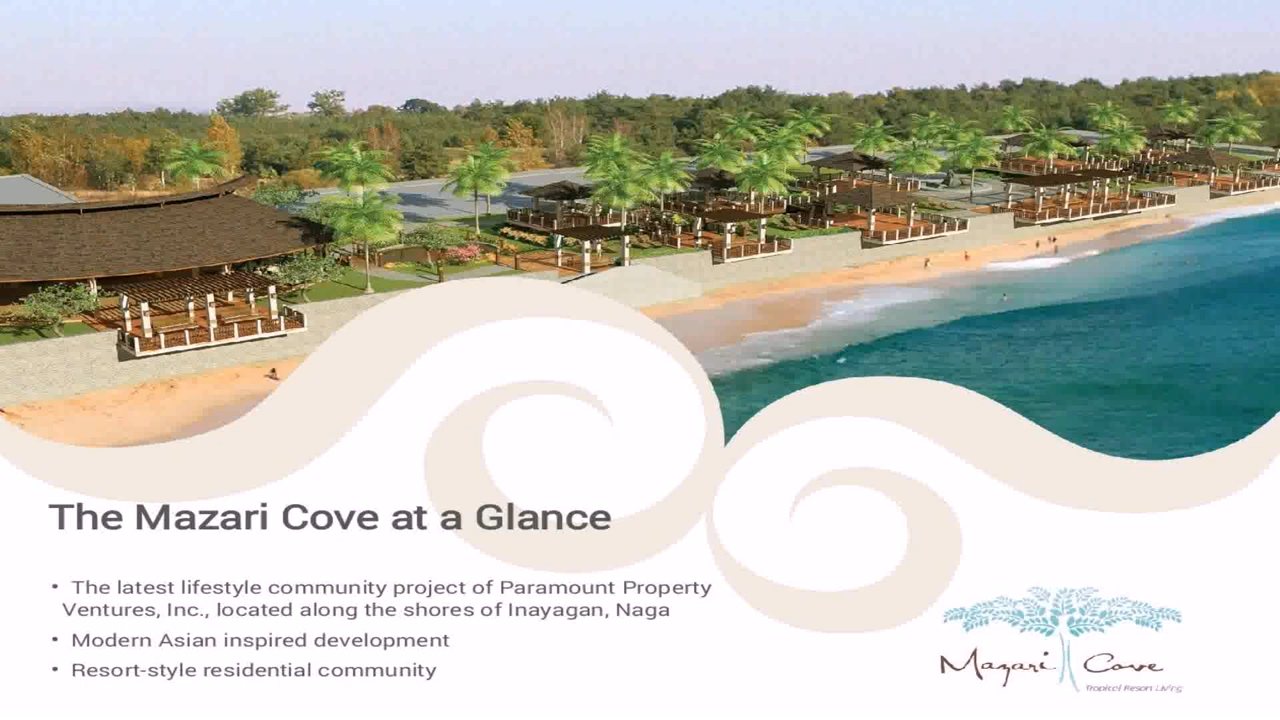 The Mazari Cove at a Glance
• The latest lifestyle community project of Paramount Property
Ventures, Inc., located along the shores of Inayagan, Naga
• Modern Asian inspired development
• Resort-style residential community
Mazari Cove
Tropical Resort Living